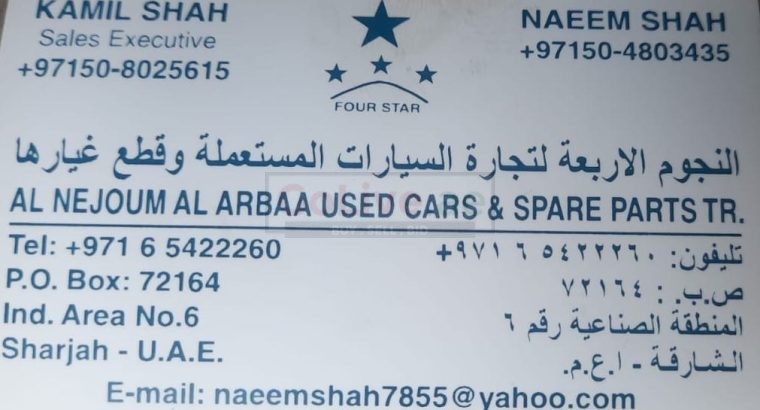 KAMIL SHAH
Sales Executive
+97150-8025615
FOUR STAR
NAEEM SHAH
+97150-4803435
النجوم الاربعة لتجارة السيارات المستعملة وقطع غيارها
AL NEJOUM AL ARBAA USED CARS & SPARE PARTS TR.
Tel: +971 6 5422260
P.O. Box: 72164
Ind. Area No.6
Sharjah - U.A.E.
تليفون: ٥٤٢٢٢٦٠ ٦ ٩٧١+
ص.ب.: ٧٢١٦٤
المنطقة الصناعية رقم ٦
الشارقة - ا.ع.م.
E-mail: naeemshah7855@yahoo.com